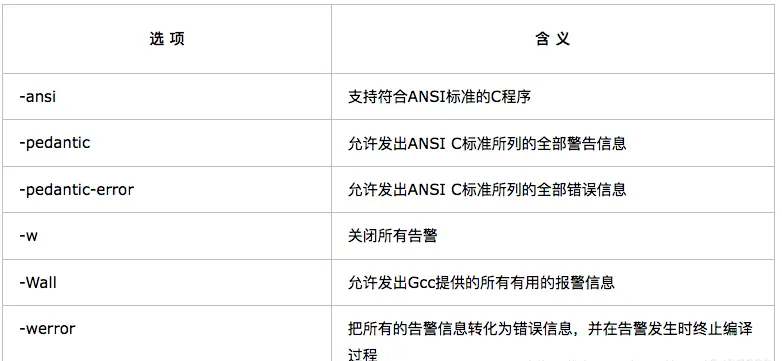 选 项
含 义
-ansi
支持符合ANSI标准的C程序
-pedantic
允许发出ANSI C标准所列的全部警告信息
-pedantic-error
允许发出ANSI C标准所列的全部错误信息
-w
关闭所有告警
-Wall
允许发出Gcc提供的所有有用的报警信息
-werror
把所有的告警信息转化为错误信息，并在告警发生时终止编译
过程